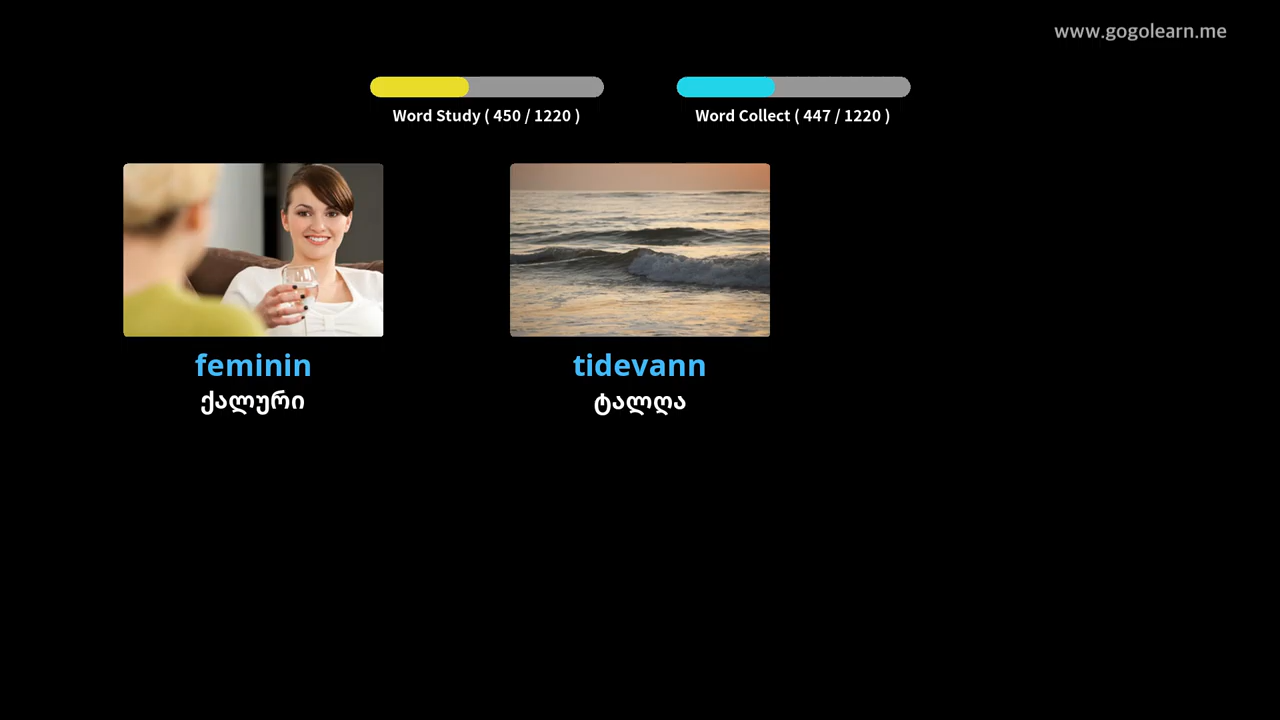 www.gogolearn.me
Word Study ( 450 / 1220 )
Word Collect ( 447 / 1220 )
feminin
ქალური
tidevann
ტალღა